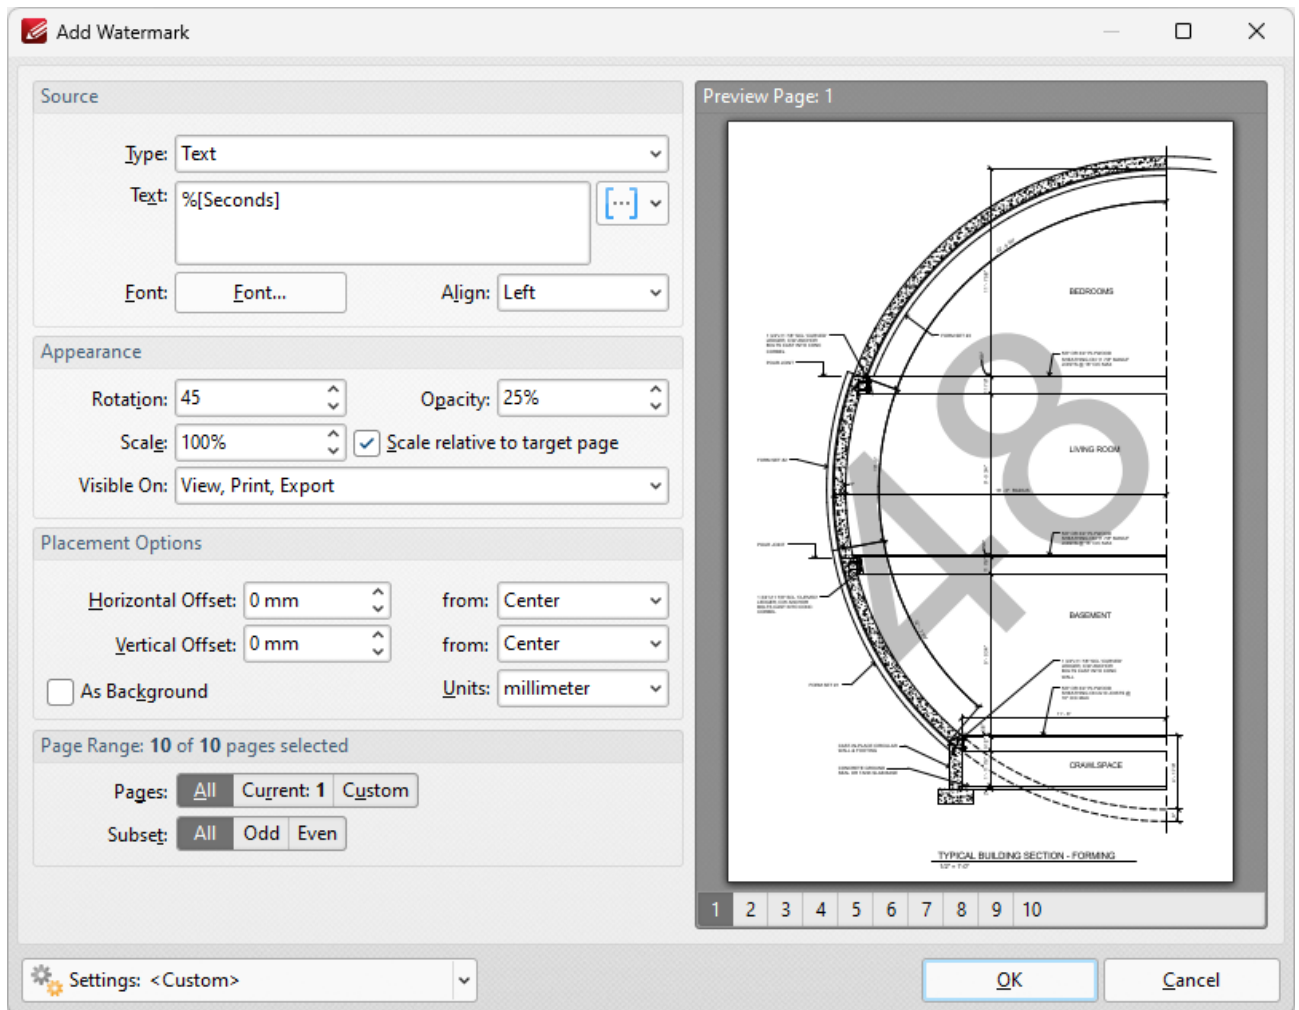 Add Watermark
Source
Type: Text
Text: %[Seconds]
Font: Font... Align: Left
Appearance
Rotation: 45 Opacity: 25%
Scale: 100% Scale relative to target page
Visible On: View, Print, Export
Placement Options
Horizontal Offset: 0 mm from: Center
Vertical Offset: 0 mm from: Center
As Background Units: millimeter
Page Range: 10 of 10 pages selected
Pages: All Current: 1 Custom
Subset: All Odd Even
Preview Page: 1
BEDROOMS
48
LIVING ROOM
BASEMENT
CRAWLSPACE
TYPICAL BUILDING SECTION - FORMING
1 2 3 4 5 6 7 8 9 10
Settings: <Custom>
OK Cancel